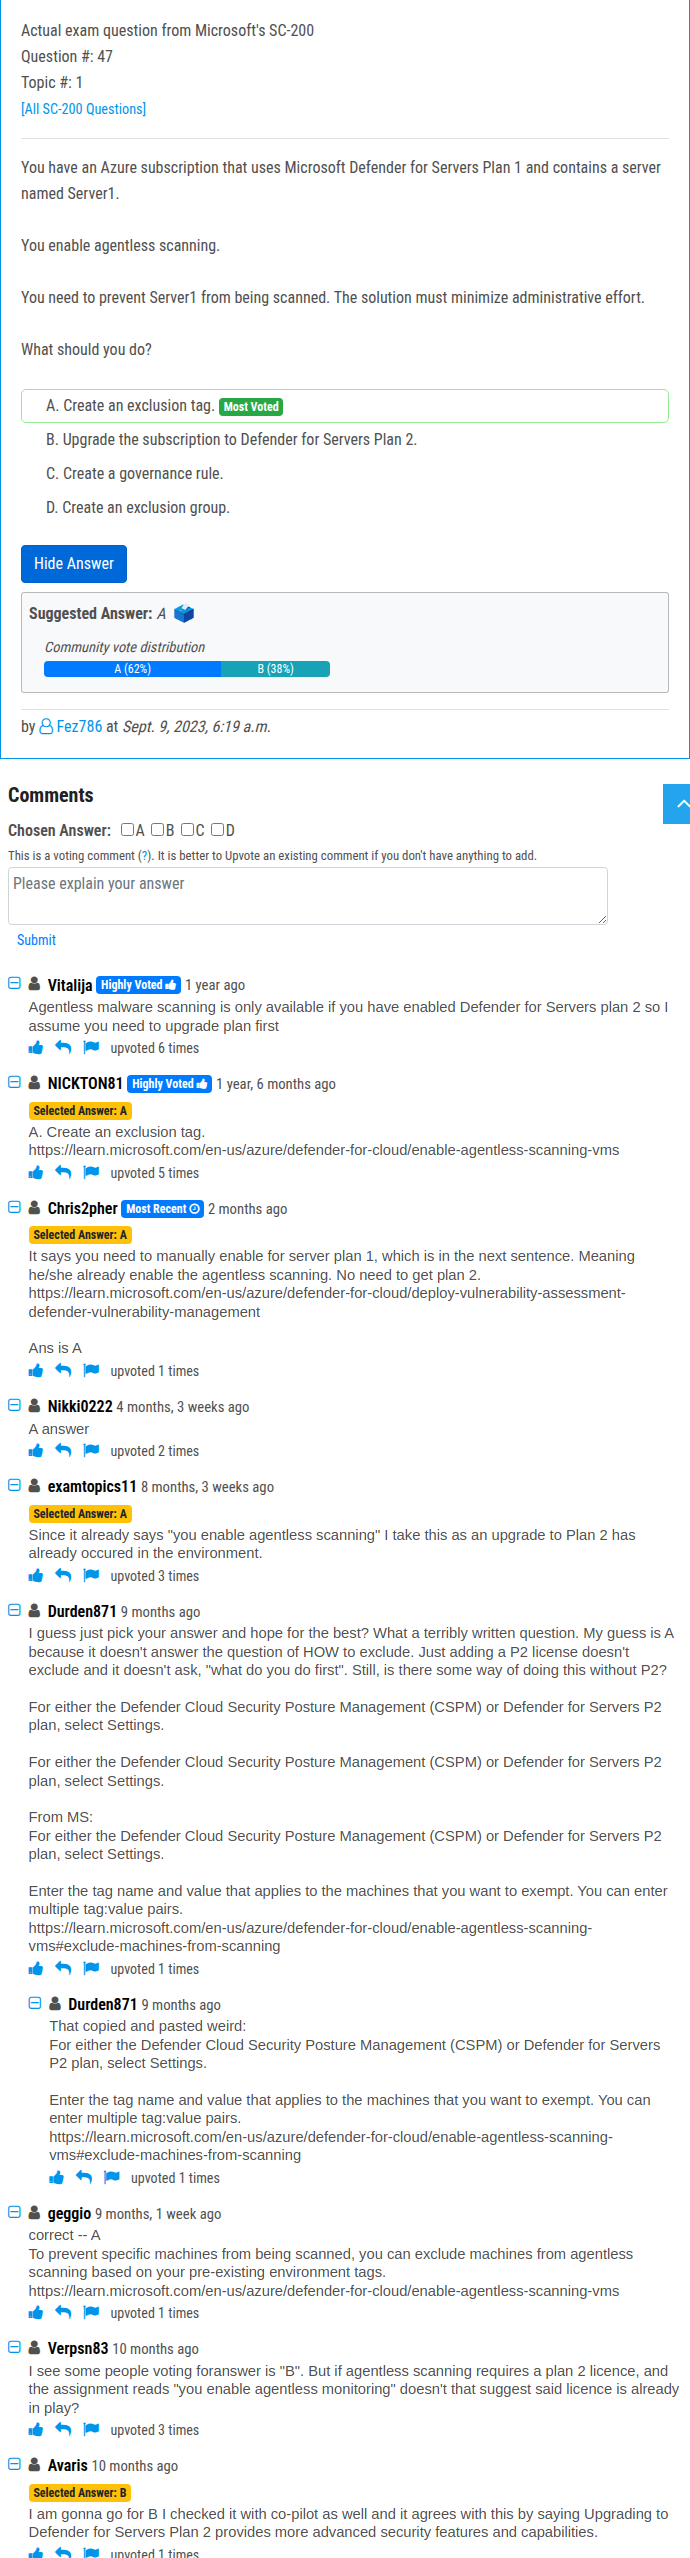 Actual exam question from Microsoft's SC-200
Question #: 47
Topic #: 1
[All SC-200 Questions]
You have an Azure subscription that uses Microsoft Defender for Servers Plan 1 and contains a server
named Server1.
You enable agentless scanning.
You need to prevent Server1 from being scanned. The solution must minimize administrative effort.
What should you do?
A. Create an exclusion tag. Most Voted
B. Upgrade the subscription to Defender for Servers Plan 2.
C. Create a governance rule.
D. Create an exclusion group.
Hide Answer
Suggested Answer: A
Community vote distribution
A (62%) B (38%)
by Fez786 at Sept. 9, 2023, 6:19 a.m.
Comments
Chosen Answer: A B C D
This is a voting comment (?). It is better to Upvote an existing comment if you don't have anything to add.
Please explain your answer
Submit
Vitalija Highly Voted 1 year ago
Agentless malware scanning is only available if you have enabled Defender for Servers plan 2 so I
assume you need to upgrade plan first
upvoted 6 times
NICKTON81 Highly Voted 1 year, 6 months ago
Selected Answer: A
A. Create an exclusion tag.
https://learn.microsoft.com/en-us/azure/defender-for-cloud/enable-agentless-scanning-vms
upvoted 5 times
Chris2pher Most Recent 2 months ago
Selected Answer: A
It says you need to manually enable for server plan 1, which is in the next sentence. Meaning
he/she already enable the agentless scanning. No need to get plan 2.
https://learn.microsoft.com/en-us/azure/defender-for-cloud/deploy-vulnerability-assessment-
defender-vulnerability-management
Ans is A
upvoted 1 times
Nikki0222 4 months, 3 weeks ago
A answer
upvoted 2 times
examtopics11 8 months, 3 weeks ago
Selected Answer: A
Since it already says "you enable agentless scanning" I take this as an upgrade to Plan 2 has
already occured in the environment.
upvoted 3 times
Durden871 9 months ago
I guess just pick your answer and hope for the best? What a terribly written question. My guess is A
because it doesn't answer the question of HOW to exclude. Just adding a P2 license doesn't
exclude and it doesn't ask, "what do you do first". Still, is there some way of doing this without P2?
For either the Defender Cloud Security Posture Management (CSPM) or Defender for Servers P2
plan, select Settings.
For either the Defender Cloud Security Posture Management (CSPM) or Defender for Servers P2
plan, select Settings.
From MS:
For either the Defender Cloud Security Posture Management (CSPM) or Defender for Servers P2
plan, select Settings.
Enter the tag name and value that applies to the machines that you want to exempt. You can enter
multiple tag:value pairs.
https://learn.microsoft.com/en-us/azure/defender-for-cloud/enable-agentless-scanning-
vms#exclude-machines-from-scanning
upvoted 1 times
Durden871 9 months ago
That copied and pasted weird:
For either the Defender Cloud Security Posture Management (CSPM) or Defender for Servers
P2 plan, select Settings.
Enter the tag name and value that applies to the machines that you want to exempt. You can
enter multiple tag:value pairs.
https://learn.microsoft.com/en-us/azure/defender-for-cloud/enable-agentless-scanning-
vms#exclude-machines-from-scanning
upvoted 1 times
geggio 9 months, 1 week ago
correct -- A
To prevent specific machines from being scanned, you can exclude machines from agentless
scanning based on your pre-existing environment tags.
https://learn.microsoft.com/en-us/azure/defender-for-cloud/enable-agentless-scanning-vms
upvoted 1 times
Verpsn83 10 months ago
I see some people voting foranswer is "B". But if agentless scanning requires a plan 2 licence, and
the assignment reads "you enable agentless monitoring" doesn't that suggest said licence is already
in play?
upvoted 3 times
Avaris 10 months ago
Selected Answer: B
I am gonna go for B I checked it with co-pilot as well and it agrees with this by saying Upgrading to
Defender for Servers Plan 2 provides more advanced security features and capabilities.
upvoted 1 times